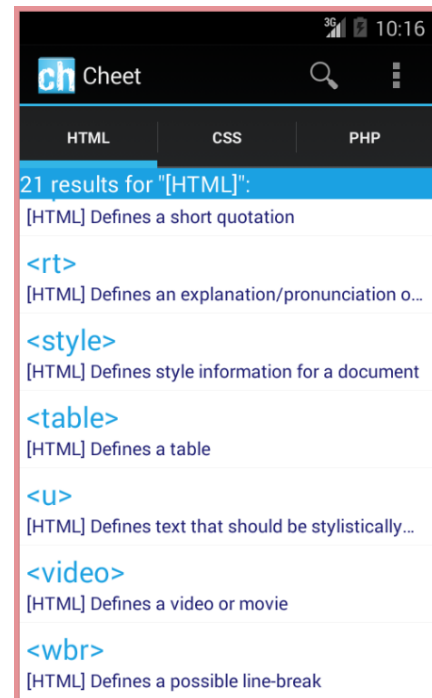 3G 10:16
ch Cheet
HTML CSS PHP
21 results for "[HTML]":
[HTML] Defines a short quotation
<rt>
[HTML] Defines an explanation/pronunciation o...
<style>
[HTML] Defines style information for a document
<table>
[HTML] Defines a table
<u>
[HTML] Defines text that should be stylistically...
<video>
[HTML] Defines a video or movie
<wbr>
[HTML] Defines a possible line-break